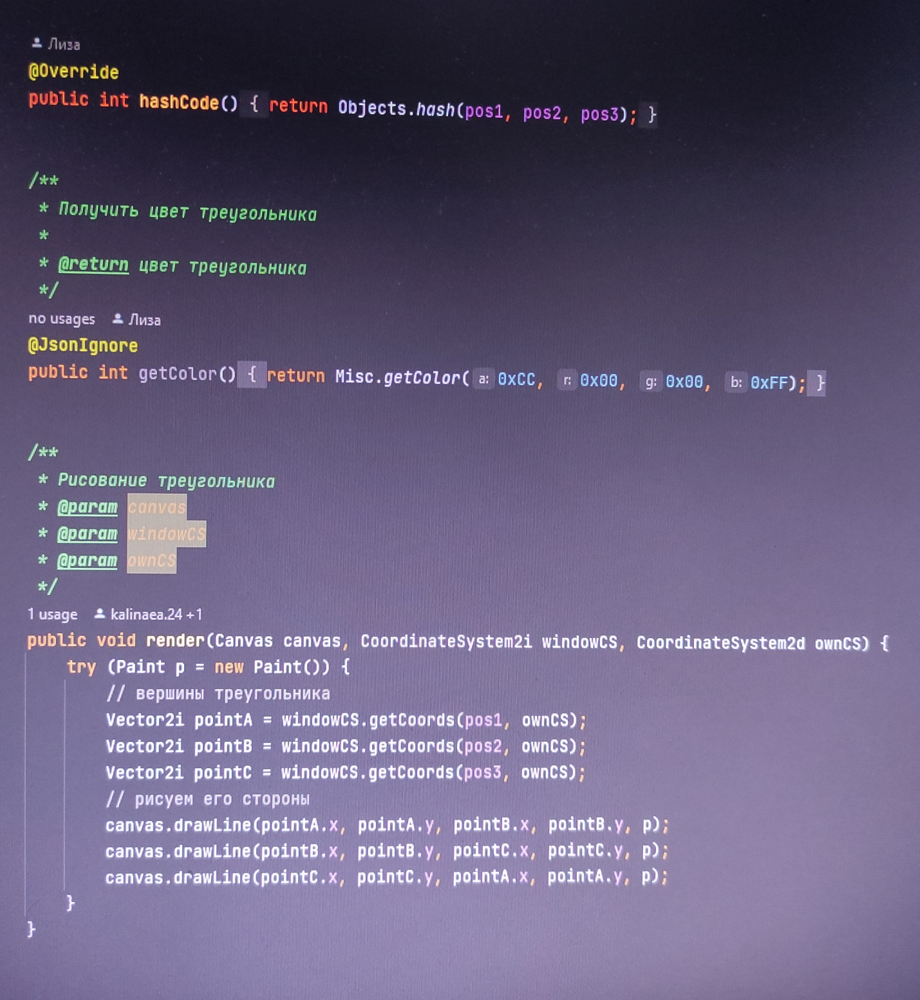 Лиза
@Override
public int hashCode() { return Objects.hash(pos1, pos2, pos3); }
/**
* Получить цвет треугольника
*
* @return цвет треугольника
*/
no usages Лиза
@JsonIgnore
public int getColor() { return Misc.getColor( a: 0xCC, r: 0x00, g: 0x00, b: 0xFF); }
/**
* Рисование треугольника
* @param canvas
* @param windowCS
* @param ownCS
*/
1 usage kalinaea.24 +1
public void render(Canvas canvas, CoordinateSystem2i windowCS, CoordinateSystem2d ownCS) {
try (Paint p = new Paint()) {
// вершины треугольника
Vector2i pointA = windowCS.getCoords(pos1, ownCS);
Vector2i pointB = windowCS.getCoords(pos2, ownCS);
Vector2i pointC = windowCS.getCoords(pos3, ownCS);
// рисуем его стороны
canvas.drawLine(pointA.x, pointA.y, pointB.x, pointB.y, p);
canvas.drawLine(pointB.x, pointB.y, pointC.x, pointC.y, p);
canvas.drawLine(pointC.x, pointC.y, pointA.x, pointA.y, p);
}
}